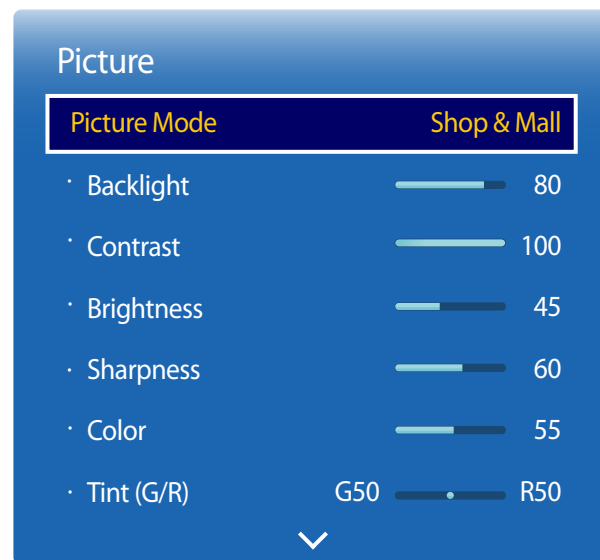 Picture
Picture Mode Shop & Mall
· Backlight 80
· Contrast 100
· Brightness 45
· Sharpness 60
· Color 55
· Tint (G/R) G50 R50